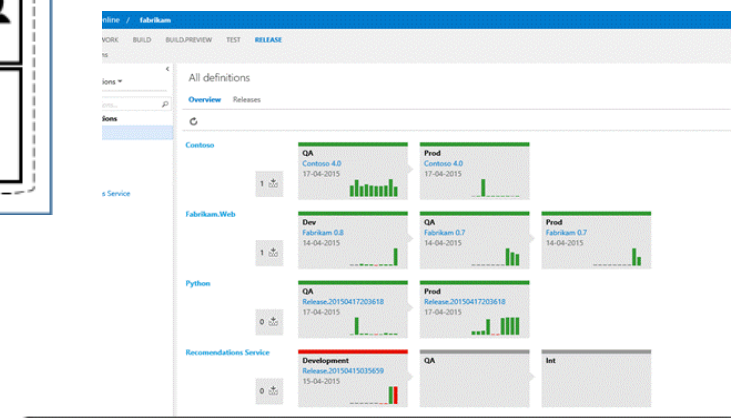 nline / fabrikam
WORK BUILD BUILD.PREVIEW TEST RELEASE
ns
ions
All definitions
ions...
Overview Releases
ions
Contoso
QA
Contoso 4.0
17-04-2015
1
Prod
Contoso 4.0
17-04-2015
s Service
Fabrikam.Web
Dev
Fabrikam 0.8
14-04-2015
1
QA
Fabrikam 0.7
14-04-2015
Prod
Fabrikam 0.7
14-04-2015
Python
QA
Release.20150417203618
17-04-2015
0
Prod
Release.20150417203618
17-04-2015
Recomendations Service
Development
Release.20150415035659
15-04-2015
0
QA
Int